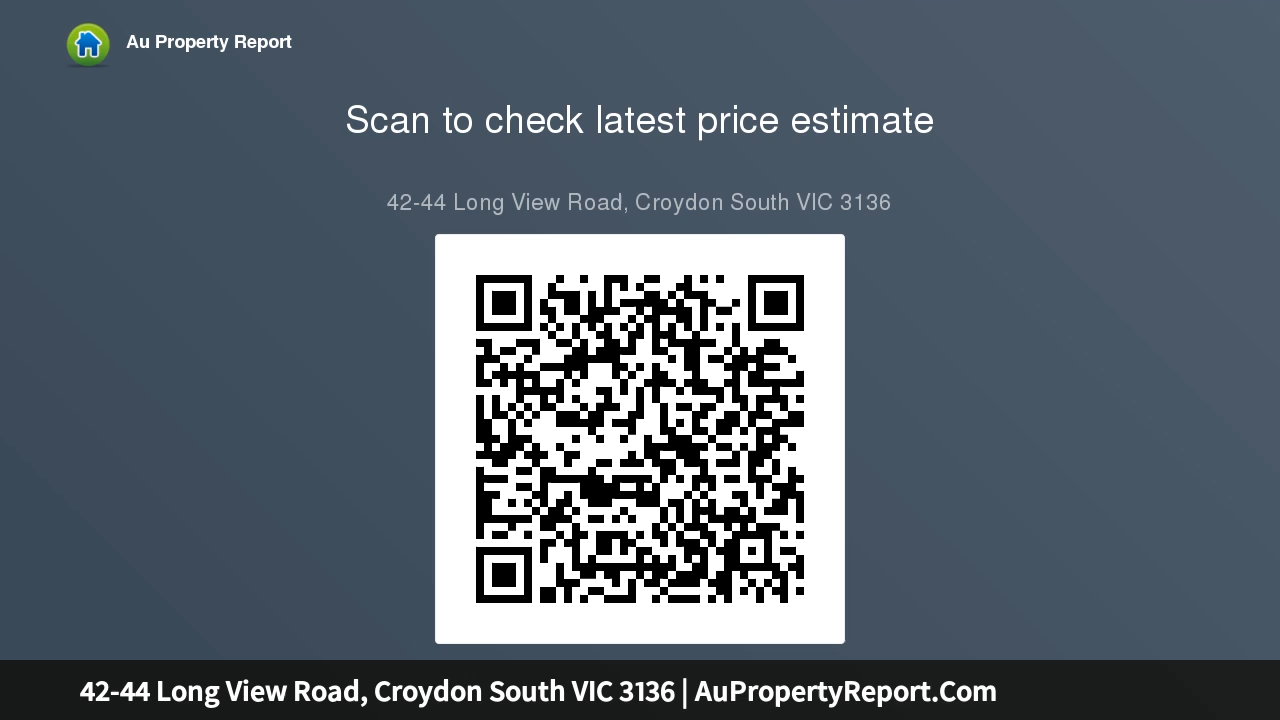 Au Property Report
Scan to check latest price estimate
42-44 Long View Road, Croydon South VIC 3136
42-44 Long View Road, Croydon South VIC 3136 | AuPropertyReport.Com